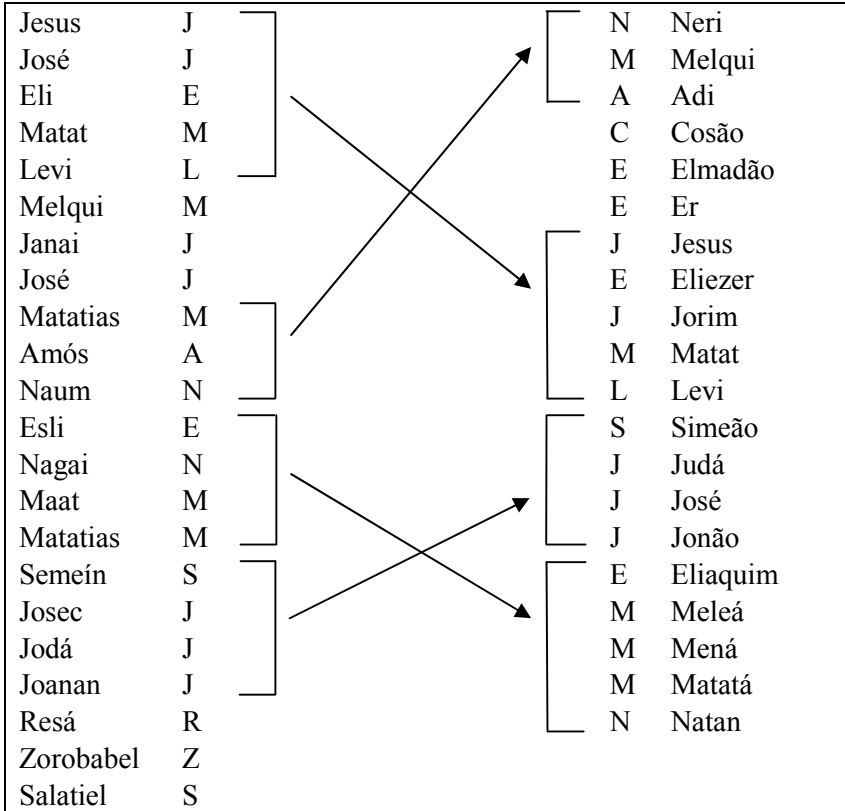 Jesus J N Neri
José J M Melqui
Eli E A Adi
Matat M C Cosão
Levi L E Elmadão
Melqui M E Er
Janai J J Jesus
José J E Eliezer
Matatias M J Jorim
Amós A M Matat
Naum N L Levi
Esli E S Simeão
Nagai N J Judá
Maat M J José
Matatias M J Jonão
Semeín S E Eliaquim
Josec J M Meleá
Jodá J M Mená
Joanan J M Matatá
Resá R N Natan
Zorobabel Z
Salatiel S